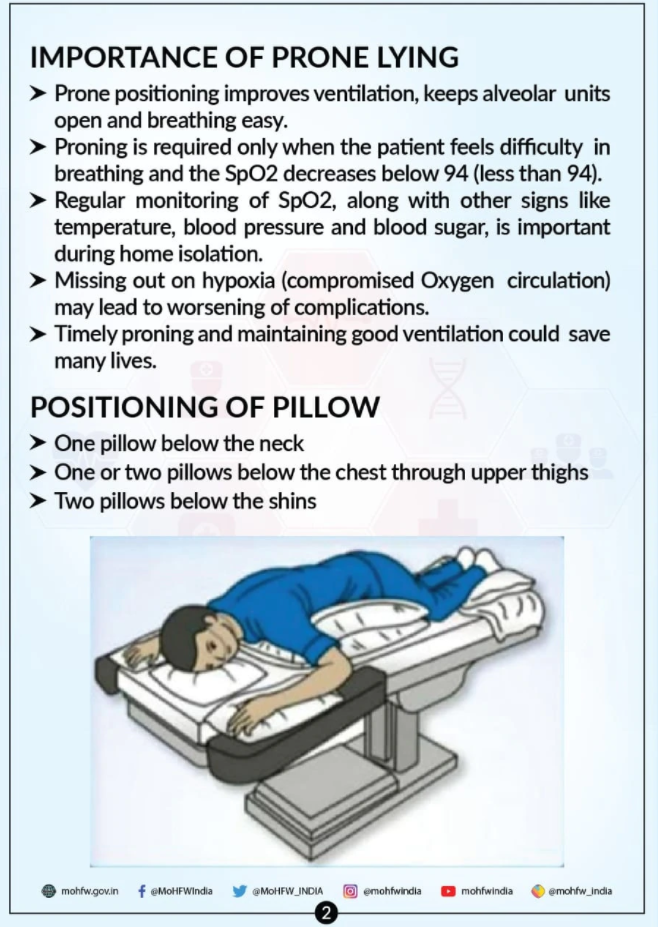 IMPORTANCE OF PRONE LYING
➤ Prone positioning improves ventilation, keeps alveolar units
open and breathing easy.
➤ Proning is required only when the patient feels difficulty in
breathing and the SpO2 decreases below 94 (less than 94).
➤ Regular monitoring of SpO2, along with other signs like
temperature, blood pressure and blood sugar, is important
during home isolation.
➤ Missing out on hypoxia (compromised Oxygen circulation)
may lead to worsening of complications.
➤ Timely proning and maintaining good ventilation could save
many lives.
POSITIONING OF PILLOW
➤ One pillow below the neck
➤ One or two pillows below the chest through upper thighs
➤ Two pillows below the shins
mohfw.gov.in @MoHFWIndia @MoHFW_INDIA @mohfwindia mohfwindia @mohfw_india
2